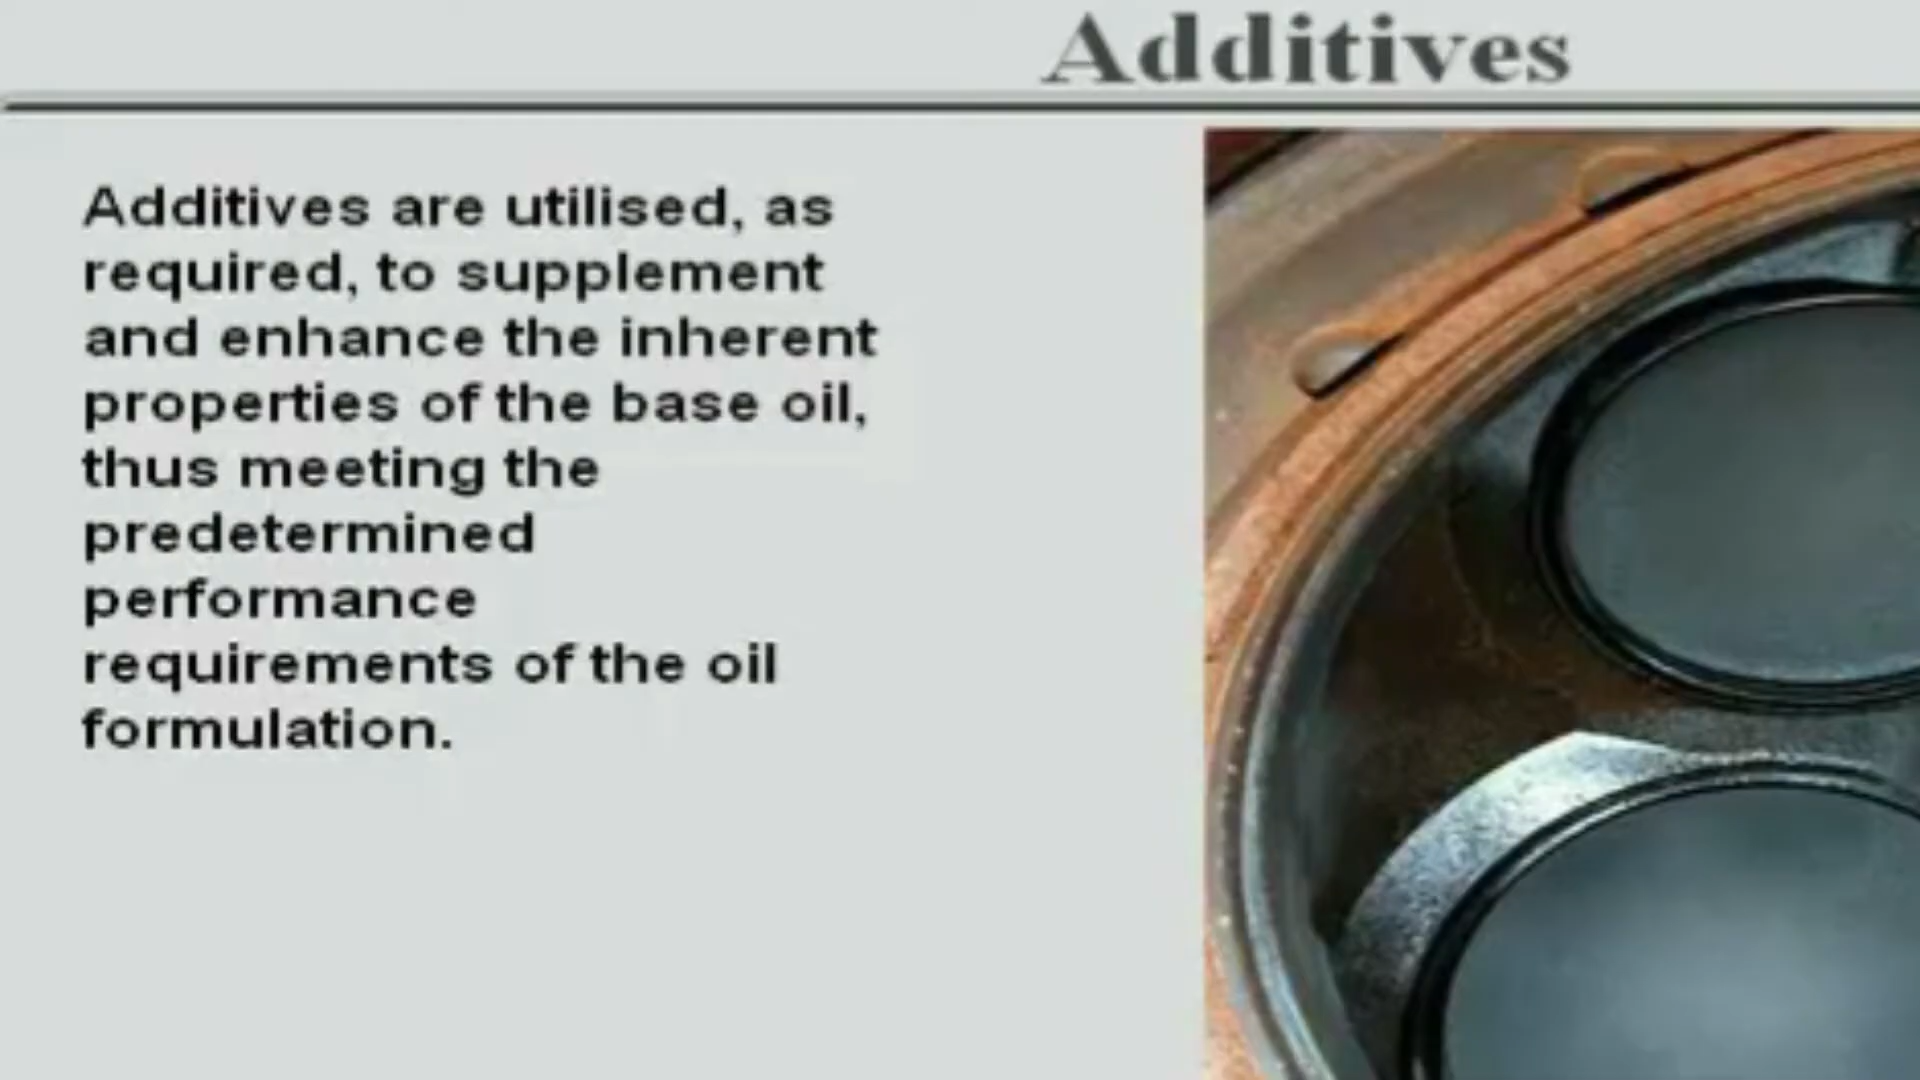 Additives
Additives are utilised, as
required, to supplement
and enhance the inherent
properties of the base oil,
thus meeting the
predetermined
performance
requirements of the oil
formulation.